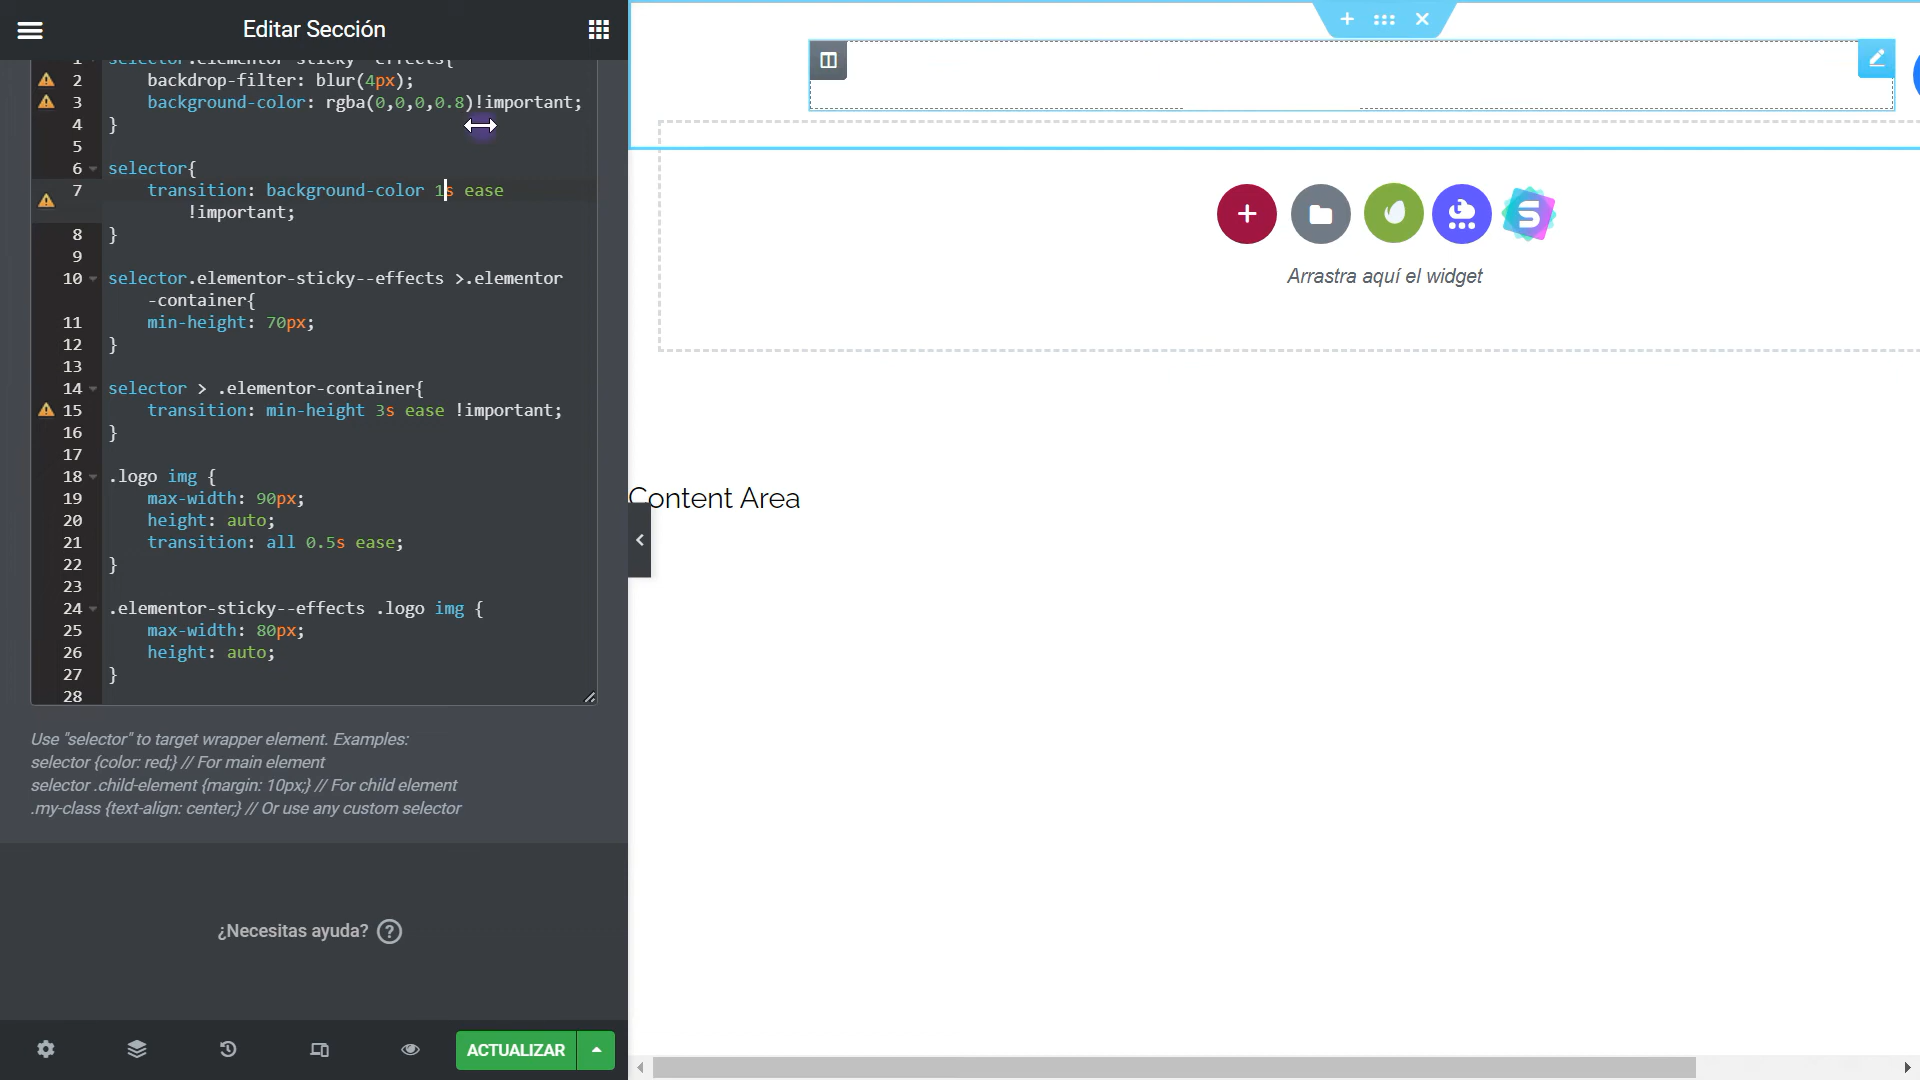 Editar Sección
1 selector.elementor-sticky--effects{
2 backdrop-filter: blur(4px);
3 background-color: rgba(0,0,0,0.8)!important;
4 }
5
6 selector{
7 transition: background-color 1s ease
!important;
8 }
9
10 selector.elementor-sticky--effects >.elementor
-container{
11 min-height: 70px;
12 }
13
14 selector > .elementor-container{
15 transition: min-height 3s ease !important;
16 }
17
18 .logo img {
19 max-width: 90px;
20 height: auto;
21 transition: all 0.5s ease;
22 }
23
24 .elementor-sticky--effects .logo img {
25 max-width: 80px;
26 height: auto;
27 }
28
Use "selector" to target wrapper element. Examples:
selector {color: red;} // For main element
selector .child-element {margin: 10px;} // For child element
.my-class {text-align: center;} // Or use any custom selector
¿Necesitas ayuda?
ACTUALIZAR
Arrastra aquí el widget
Content Area